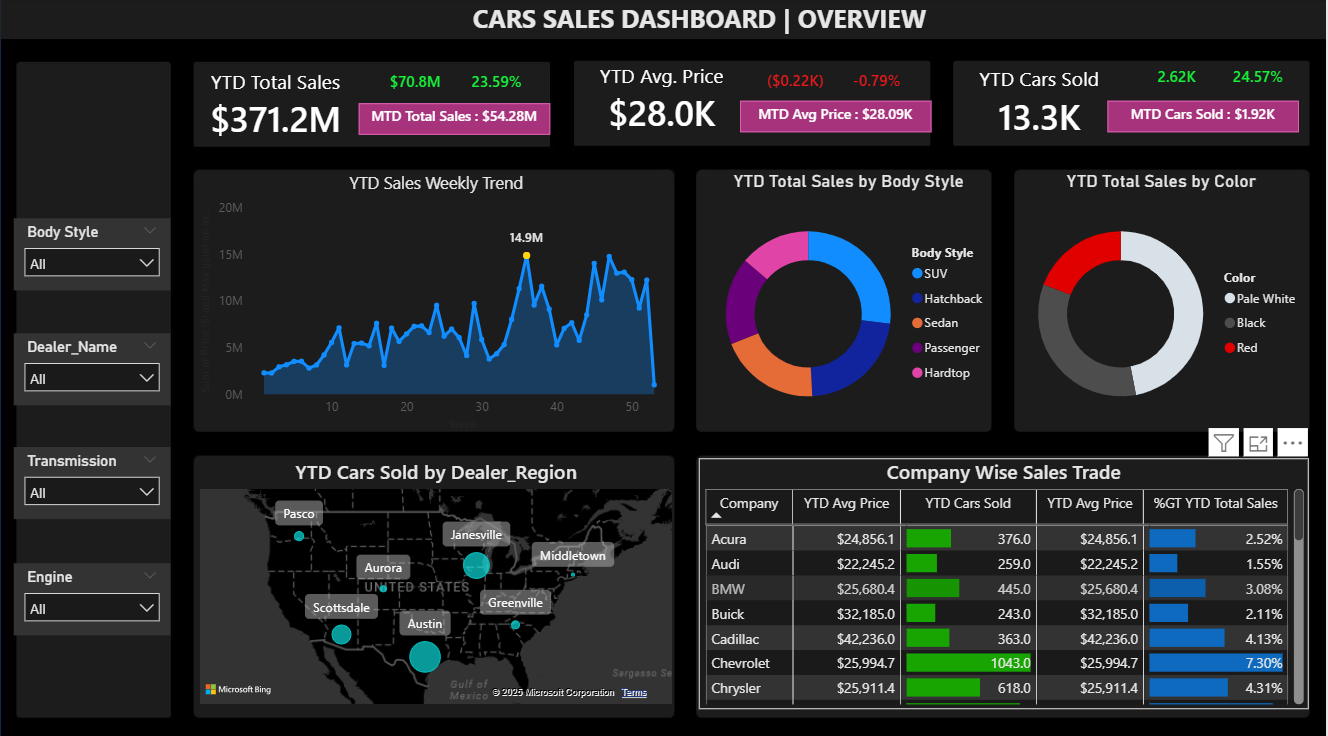 CARS SALES DASHBOARD | OVERVIEW
YTD Total Sales
$70.8M
23.59%
$371.2M
MTD Total Sales : $54.28M
YTD Avg. Price
($0.22K)
-0.79%
$28.0K
MTD Avg Price : $28.09K
YTD Cars Sold
2.62K
24.57%
13.3K
MTD Cars Sold : $1.92K
Body Style
All
Dealer_Name
All
Transmission
All
Engine
All
YTD Sales Weekly Trend
20M
15M
10M
5M
0M
14.9M
10
20
30
40
50
YTD Total Sales by Body Style
Body Style
SUV
Hatchback
Sedan
Passenger
Hardtop
YTD Total Sales by Color
Color
Pale White
Black
Red
YTD Cars Sold by Dealer_Region
Pasco
Janesville
Middletown
Aurora
UNITED STATES
Scottsdale
Greenville
Austin
Gulf of
Mexico
Sargasso Se
Microsoft Bing
© 2025 Microsoft Corporation Terms
Company Wise Sales Trade
Company YTD Avg Price YTD Cars Sold YTD Avg Price %GT YTD Total Sales
Acura $24,856.1 376.0 $24,856.1 2.52%
Audi $22,245.2 259.0 $22,245.2 1.55%
BMW $25,680.4 445.0 $25,680.4 3.08%
Buick $32,185.0 243.0 $32,185.0 2.11%
Cadillac $42,236.0 363.0 $42,236.0 4.13%
Chevrolet $25,994.7 1043.0 $25,994.7 7.30%
Chrysler $25,911.4 618.0 $25,911.4 4.31%